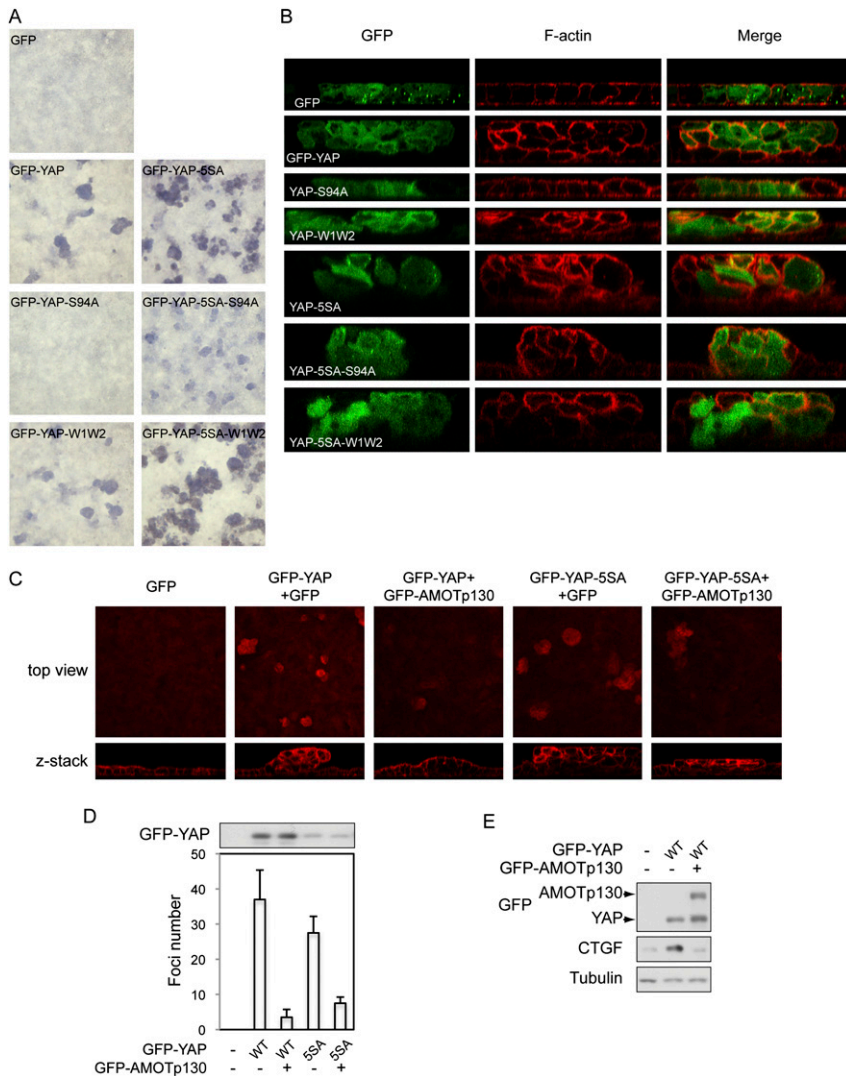 A
GFP
GFP-YAP
GFP-YAP-5SA
GFP-YAP-S94A
GFP-YAP-5SA-S94A
GFP-YAP-W1W2
GFP-YAP-5SA-W1W2
B
GFP F-actin Merge
GFP
GFP-YAP
YAP-S94A
YAP-W1W2
YAP-5SA
YAP-5SA-S94A
YAP-5SA-W1W2
C
GFP
GFP-YAP
+GFP
GFP-YAP+
GFP-AMOTp130
GFP-YAP-5SA
+GFP
GFP-YAP-5SA+
GFP-AMOTp130
top view
z-stack
D
GFP-YAP
Foci number
50
40
30
20
10
0
GFP-YAP - WT WT 5SA 5SA
GFP-AMOTp130 - - + - +
E
GFP-YAP - WT WT
GFP-AMOTp130 - - +
GFP
AMOTp130
YAP
CTGF
Tubulin